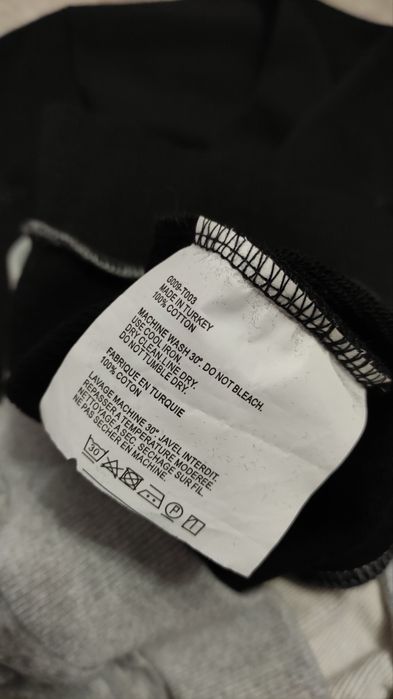 G009-T003
MADE IN TURKEY
100% COTTON
MACHINE WASH 30°. DO NOT BLEACH.
USE COOL IRON.
DRY CLEAN. LINE DRY.
DO NOT TUMBLE DRY.
FABRIQUE EN TURQUIE
100% COTON
LAVAGE MACHINE 30° JAVEL INTERDIT.
REPASSER A TEMPERATURE MODEREE.
NETTOYAGE A SEC. SECHAGE SUR FIL.
NE PAS SECHER EN MACHINE.
30 P